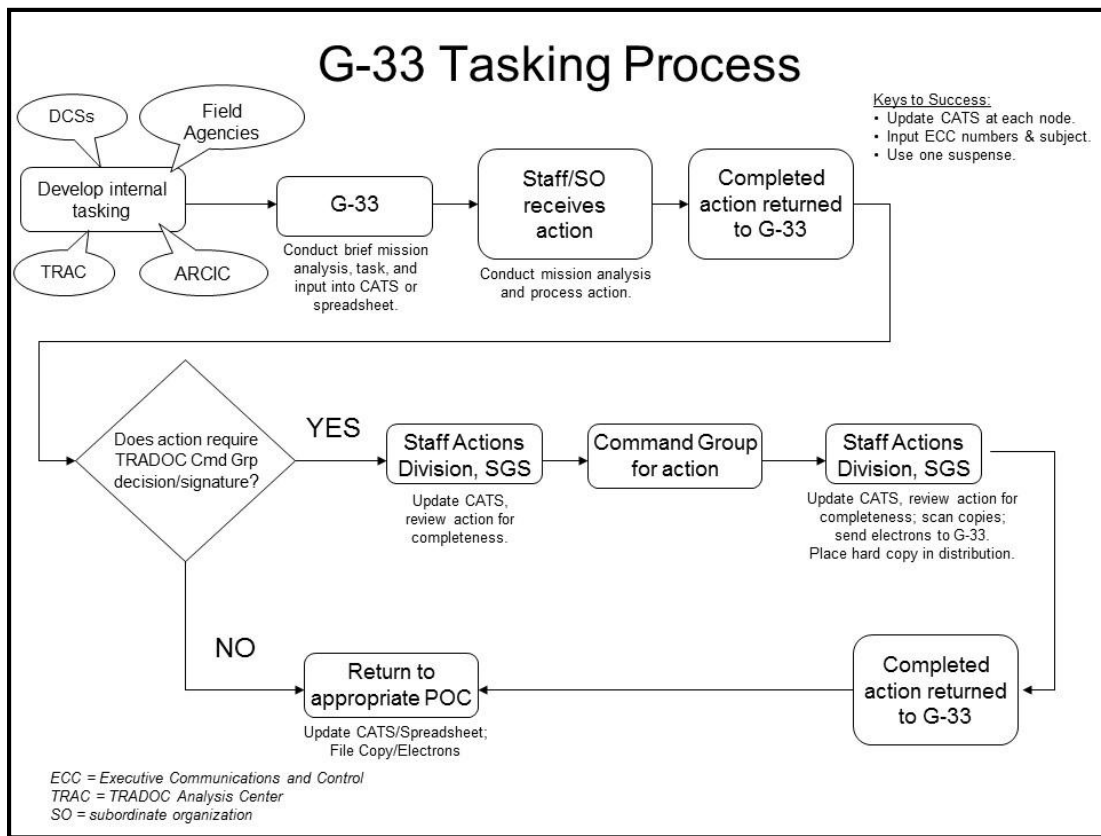 G-33 Tasking Process
Keys to Success:
• Update CATS at each node.
• Input ECC numbers & subject.
• Use one suspense.
DCSs
Field
Agencies
Develop internal
tasking
TRAC
ARCIC
G-33
Conduct brief mission
analysis, task, and
input into CATS or
spreadsheet.
Staff/SO
receives
action
Conduct mission analysis
and process action.
Completed
action returned
to G-33
Does action require
TRADOC Cmd Grp
decision/signature?
YES
Staff Actions
Division, SGS
Update CATS,
review action for
completeness.
Command Group
for action
Staff Actions
Division, SGS
Update CATS, review action for
completeness; scan copies;
send electrons to G-33.
Place hard copy in distribution.
NO
Return to
appropriate POC
Update CATS/Spreadsheet;
File Copy/Electrons
Completed
action returned
to G-33
ECC = Executive Communications and Control
TRAC = TRADOC Analysis Center
SO = subordinate organization